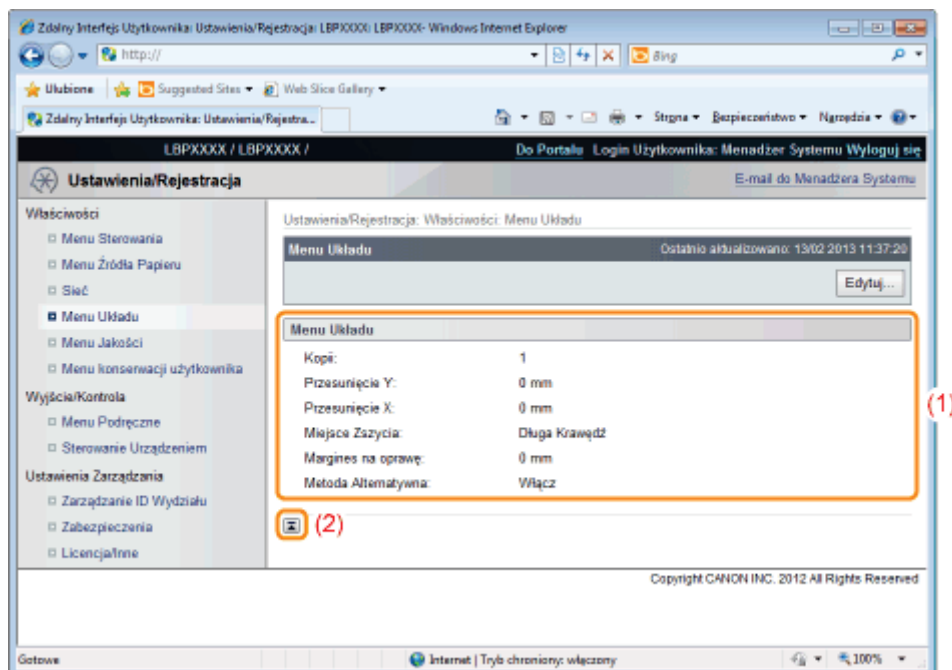 Zdalny Interfejs Użytkownika: Ustawienia/Rejestracja: LBPXXXX: LBPXXXX- Windows Internet Explorer
http://
Bing
Ulubione Suggested Sites Web Slice Gallery
Zdalny Interfejs Użytkownika: Ustawienia/Rejestra... Strona Bezpieczeństwo Narzędzia
LBPXXXX / LBPXXXX / Do Portalu Login Użytkownika: Menadżer Systemu Wyloguj się
Ustawienia/Rejestracja E-mail do Menadżera Systemu
Właściwości
Menu Sterowania
Menu Źródła Papieru
Sieć
Menu Układu
Menu Jakości
Menu konserwacji użytkownika
Wyjście/Kontrola
Menu Podręczne
Sterowanie Urządzeniem
Ustawienia Zarządzania
Zarządzanie ID Wydziału
Zabezpieczenia
Licencja/Inne
Ustawienia/Rejestracja: Właściwości: Menu Układu
Menu Układu Ostatnio aktualizowano: 13/02 2013 11:37:20
Edytuj...
Menu Układu
Kopii: 1
Przesunięcie Y: 0 mm
Przesunięcie X: 0 mm
Miejsce Zszycia: Długa Krawędź
Margines na oprawę: 0 mm
Metoda Alternatywna: Włącz
(1)
(2)
Copyright CANON INC. 2012 All Rights Reserved
Gotowe Internet | Tryb chroniony: włączony 100%